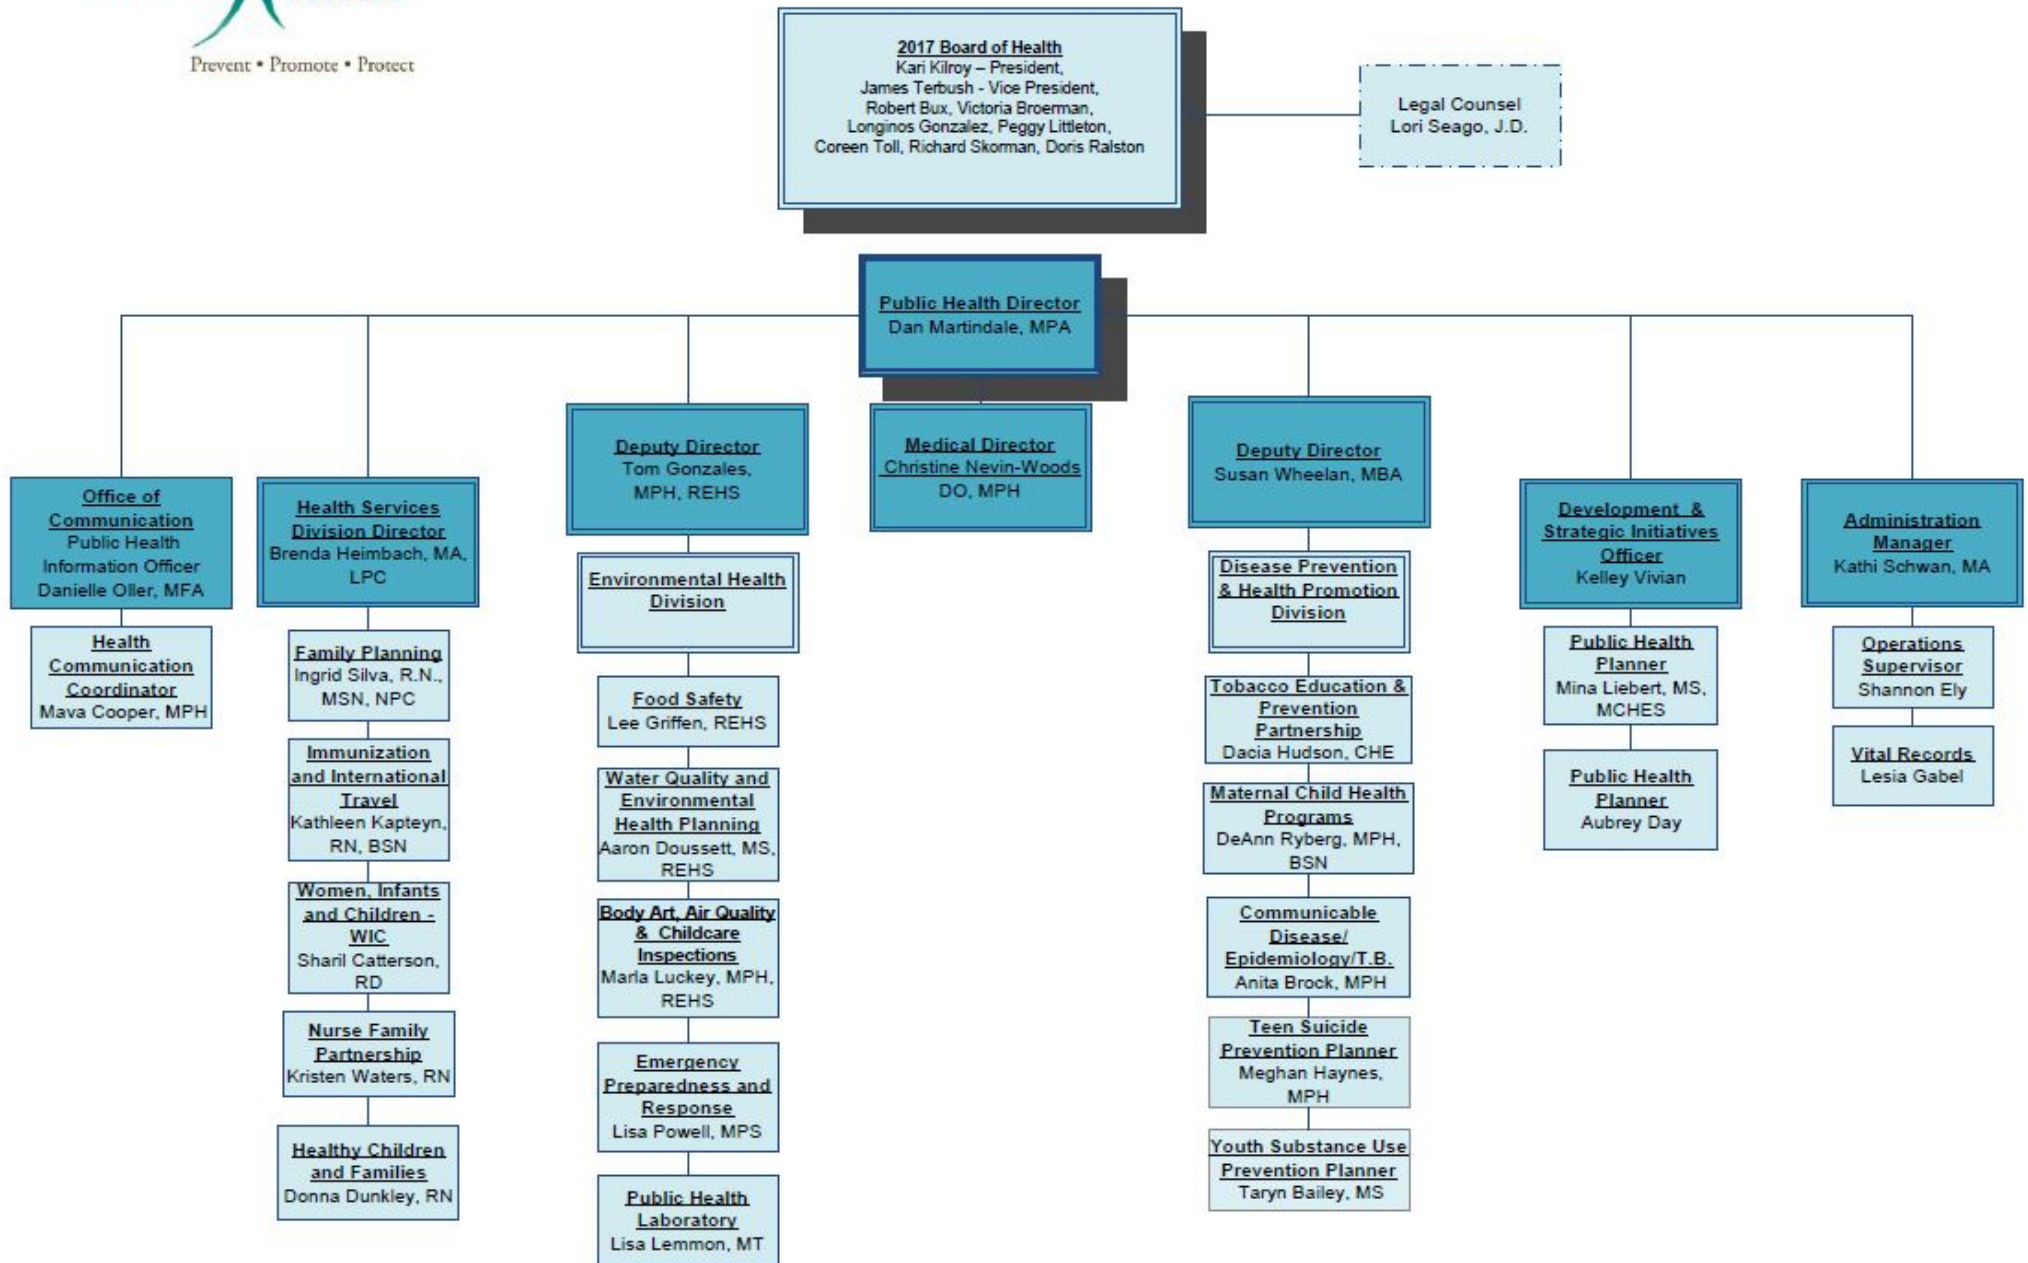 Prevent • Promote • Protect
2017 Board of Health
Kari Kilroy – President,
James Terbush - Vice President,
Robert Bux, Victoria Broerman,
Longinos Gonzalez, Peggy Littleton,
Coreen Toll, Richard Skorman, Doris Ralston
Legal Counsel
Lori Seago, J.D.
Public Health Director
Dan Martindale, MPA
Office of
Communication
Public Health
Information Officer
Danielle Oller, MFA
Health
Communication
Coordinator
Mava Cooper, MPH
Health Services
Division Director
Brenda Heimbach, MA,
LPC
Family Planning
Ingrid Silva, R.N.,
MSN, NPC
Immunization
and International
Travel
Kathleen Kapteyn,
RN, BSN
Women, Infants
and Children -
WIC
Sharil Catterson,
RD
Nurse Family
Partnership
Kristen Waters, RN
Healthy Children
and Families
Donna Dunkley, RN
Deputy Director
Tom Gonzales,
MPH, REHS
Environmental Health
Division
Food Safety
Lee Griffen, REHS
Water Quality and
Environmental
Health Planning
Aaron Doussett, MS,
REHS
Body Art, Air Quality
& Childcare
Inspections
Marla Luckey, MPH,
REHS
Emergency
Preparedness and
Response
Lisa Powell, MPS
Public Health
Laboratory
Lisa Lemmon, MT
Medical Director
Christine Nevin-Woods
DO, MPH
Deputy Director
Susan Wheelan, MBA
Disease Prevention
& Health Promotion
Division
Tobacco Education &
Prevention
Partnership
Dacia Hudson, CHE
Maternal Child Health
Programs
DeAnn Ryberg, MPH,
BSN
Communicable
Disease/
Epidemiology/T.B.
Anita Brock, MPH
Teen Suicide
Prevention Planner
Meghan Haynes,
MPH
Youth Substance Use
Prevention Planner
Taryn Bailey, MS
Development &
Strategic Initiatives
Officer
Kelley Vivian
Public Health
Planner
Mina Liebert, MS,
MCHES
Public Health
Planner
Aubrey Day
Administration
Manager
Kathi Schwan, MA
Operations
Supervisor
Shannon Ely
Vital Records
Lesia Gabel